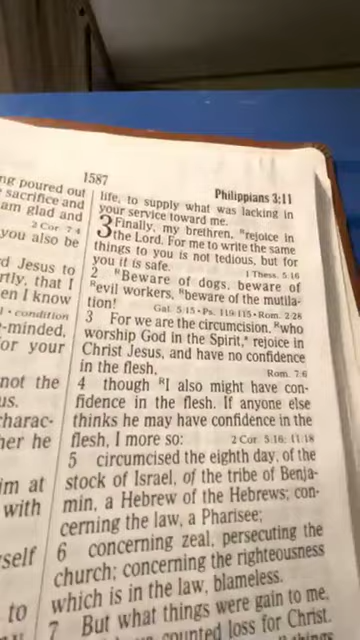 1587
Philippians 3:11
ng poured out
sacrifice and
am glad and
2 Cor 7:4
you also be
rd Jesus to
rtly, that I
en I know
l • condition
e-minded,
or your
not the
us.
charac-
her he
im at
with
yself
to
life, to supply what was lacking in
your service toward me.
3 Finally, my brethren, ᴿrejoice in
the Lord. For me to write the same
things to you is not tedious, but for
you it is safe.
1 Thess. 5:16
2 ᴿBeware of dogs, beware of
ᴿevil workers, ᴿbeware of the mutila-
tion!
Gal. 5:15 • Ps. 119:115 • Rom. 2:28
3 For we are the circumcision, ᴿwho
worship God in the Spirit,* rejoice in
Christ Jesus, and have no confidence
in the flesh,
Rom. 7:6
4 though ᴿI also might have con-
fidence in the flesh. If anyone else
thinks he may have confidence in the
flesh, I more so:
2 Cor. 5:16; 11:18
5 circumcised the eighth day, of the
stock of Israel, of the tribe of Benja-
min, a Hebrew of the Hebrews; con-
cerning the law, a Pharisee;
6 concerning zeal, persecuting the
church; concerning the righteousness
which is in the law, blameless.
7 But what things were gain to me,
counted loss for Christ.
things